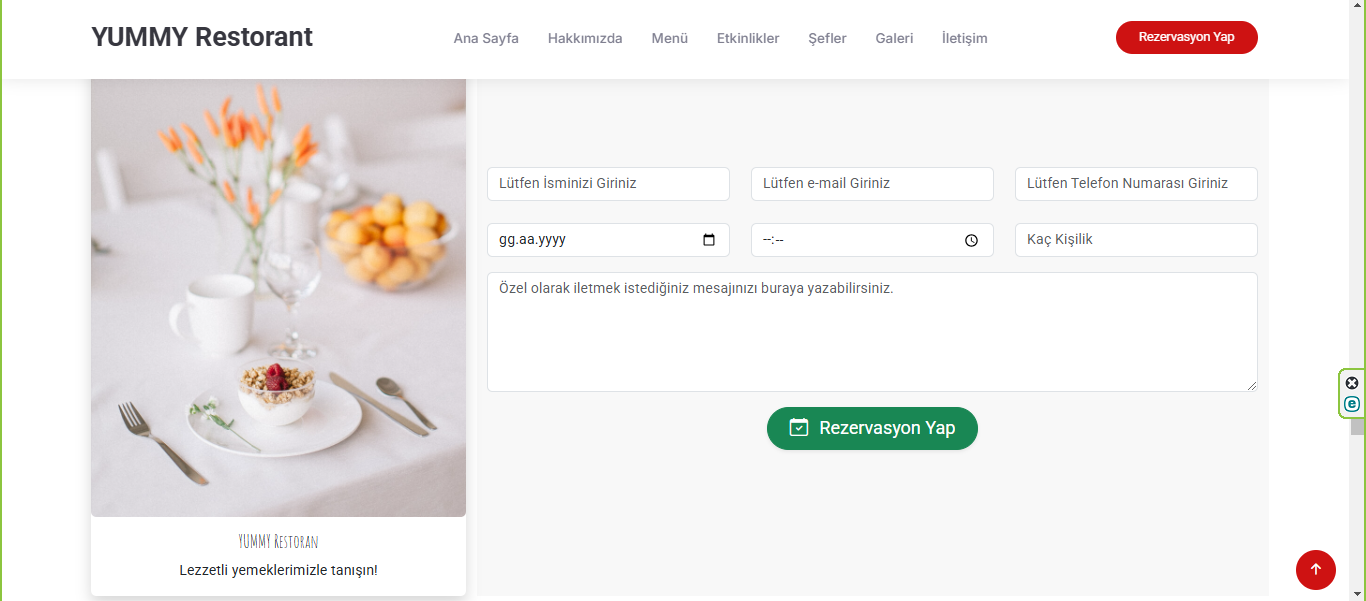 YUMMY Restorant
Ana Sayfa Hakkımızda Menü Etkinlikler Şefler Galeri İletişim
Rezervasyon Yap
Lütfen İsminizi Giriniz Lütfen e-mail Giriniz Lütfen Telefon Numarası Giriniz
gg.aa.yyyy --:-- Kaç Kişilik
Özel olarak iletmek istediğiniz mesajınızı buraya yazabilirsiniz.
Rezervasyon Yap
YUMMY Restoran
Lezzetli yemeklerimizle tanışın!